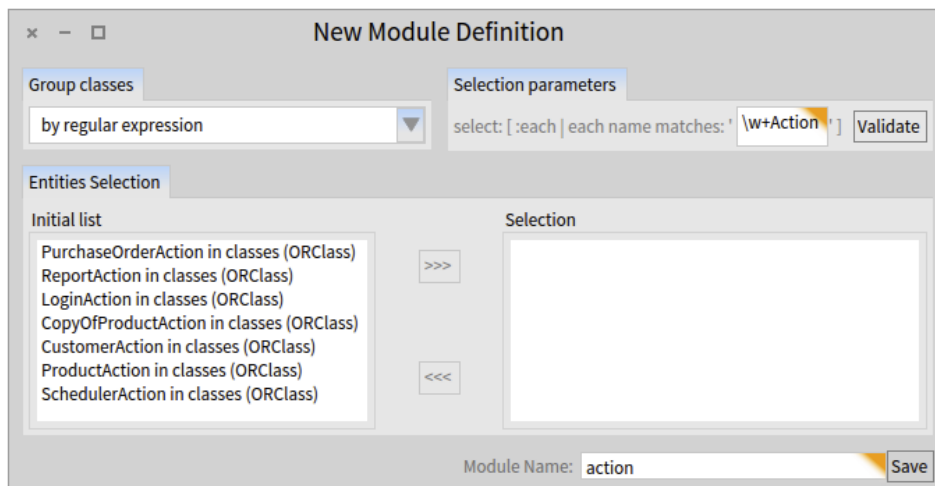 New Module Definition
Group classes
Selection parameters
by regular expression
select: [ :each | each name matches: ' \w+Action ' ] Validate
Entities Selection
Initial list
Selection
PurchaseOrderAction in classes (ORClass)
ReportAction in classes (ORClass)
LoginAction in classes (ORClass)
CopyOfProductAction in classes (ORClass)
CustomerAction in classes (ORClass)
ProductAction in classes (ORClass)
SchedulerAction in classes (ORClass)
>>>
<<<
Module Name: action Save